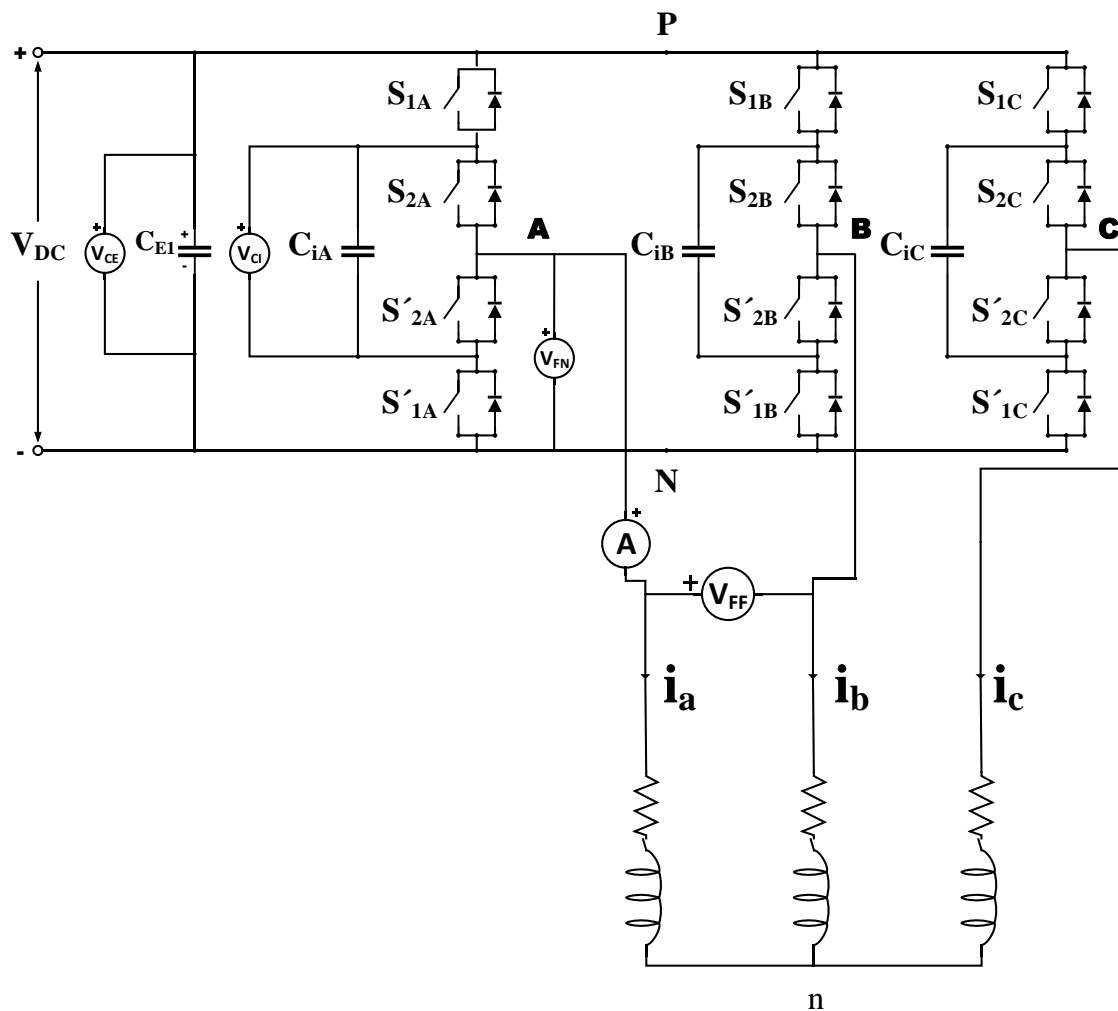 P
+
S1A
S1B
S1C
S2A
S2B
S2C
A
B
C
+
+
+
VDC
VCE
CE1
-
VCI
CiA
CiB
CiC
S´2A
S´2B
S´2C
+
VFN
S´1A
S´1B
S´1C
-
N
+
A
+
VFF
ia
ib
ic
n